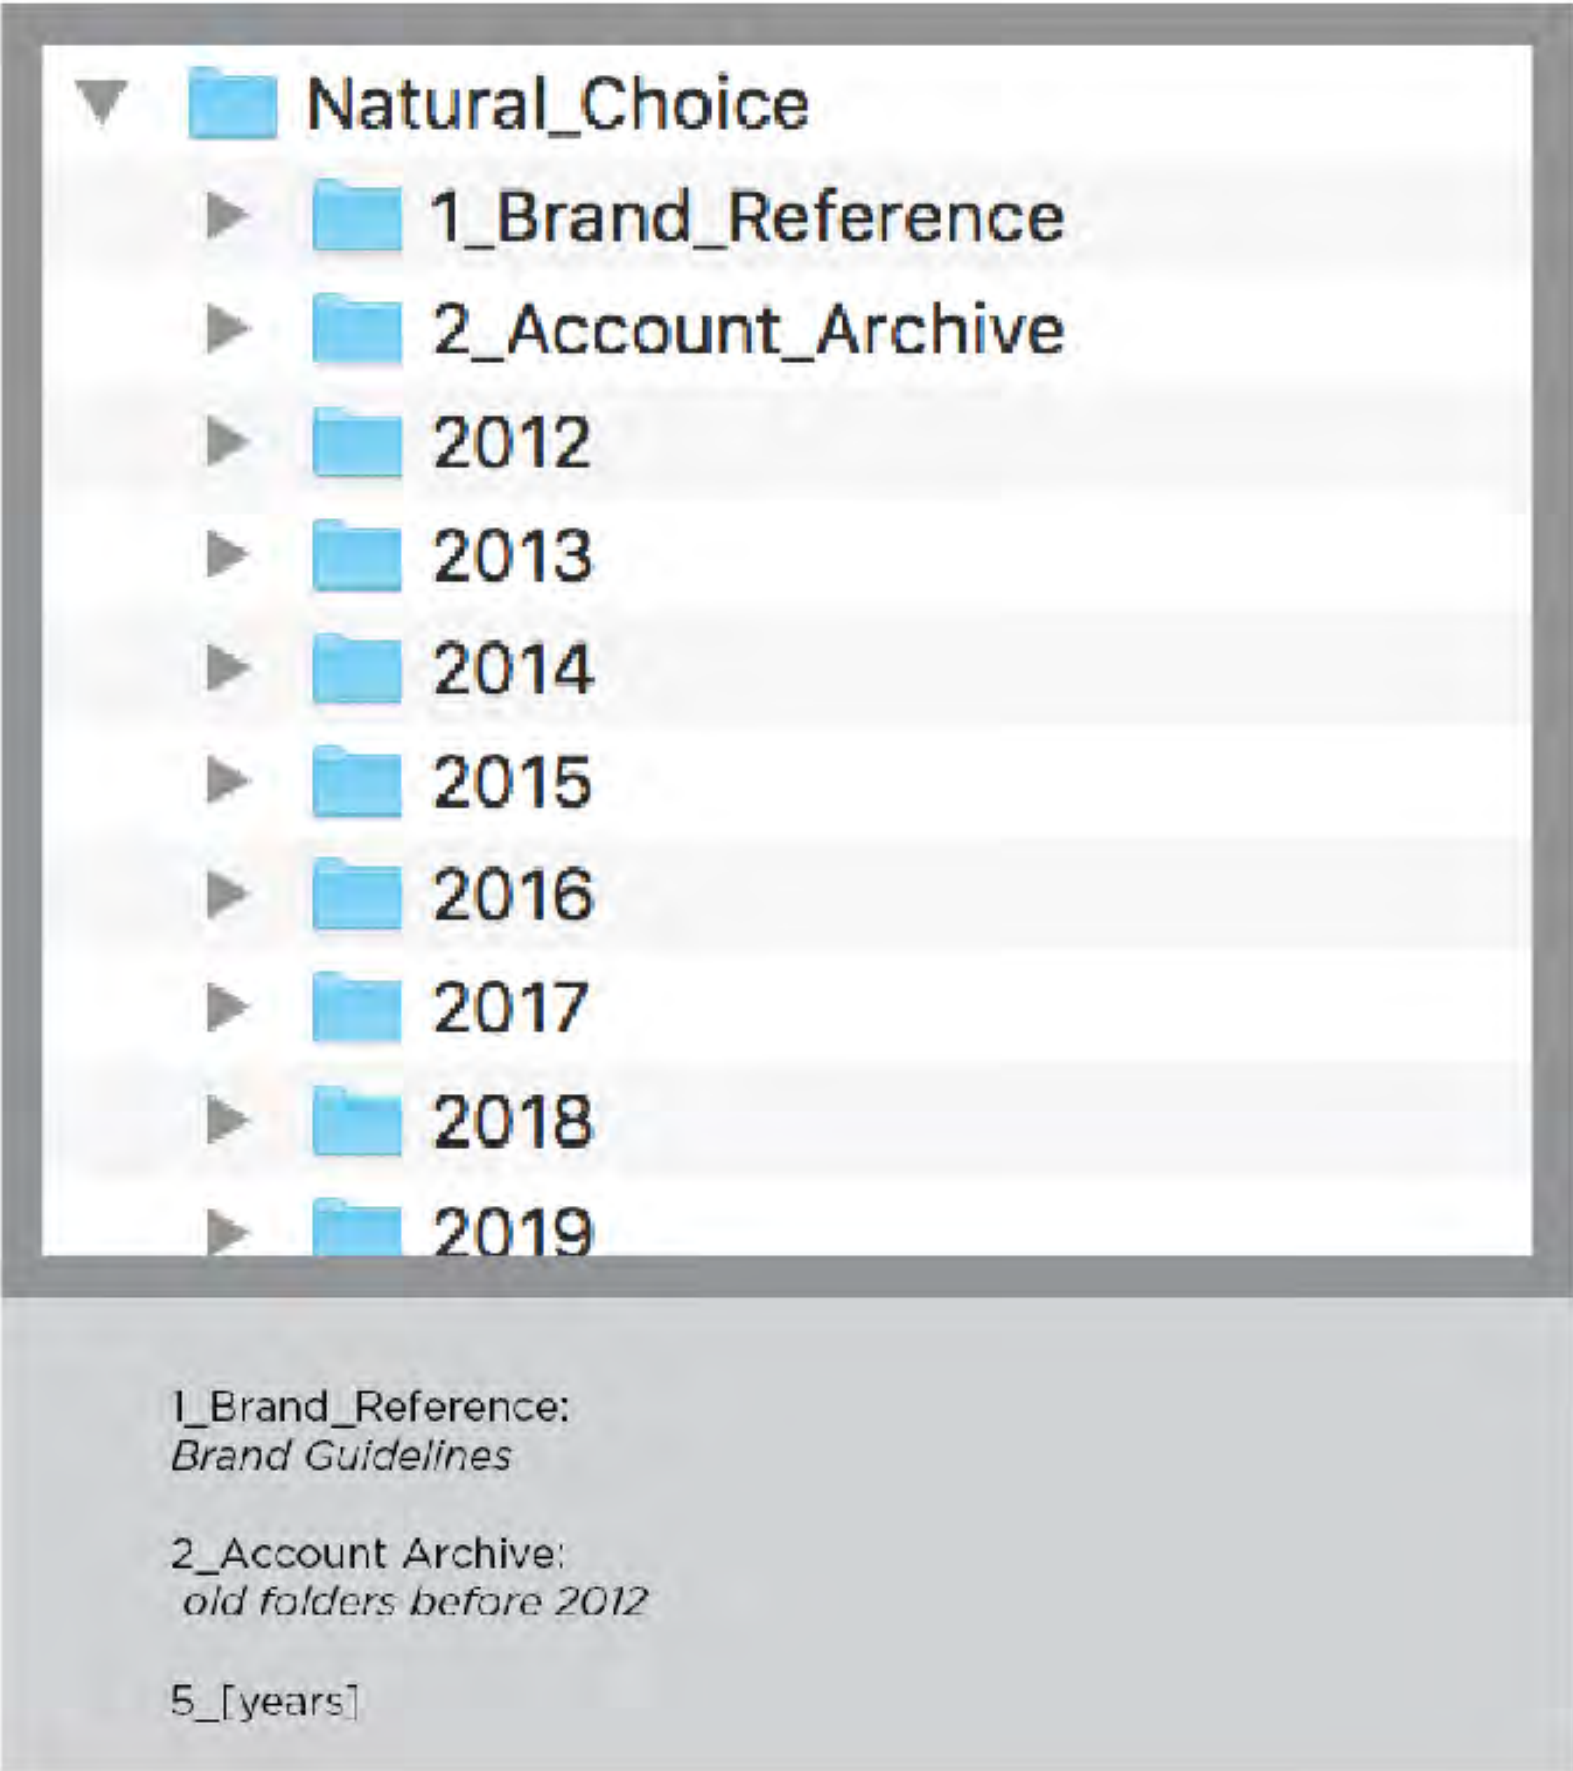 Natural_Choice
1_Brand_Reference
2_Account_Archive
2012
2013
2014
2015
2016
2017
2018
2019
1_Brand_Reference:
Brand Guidelines
2_Account Archive:
old folders before 2012
5_[years]